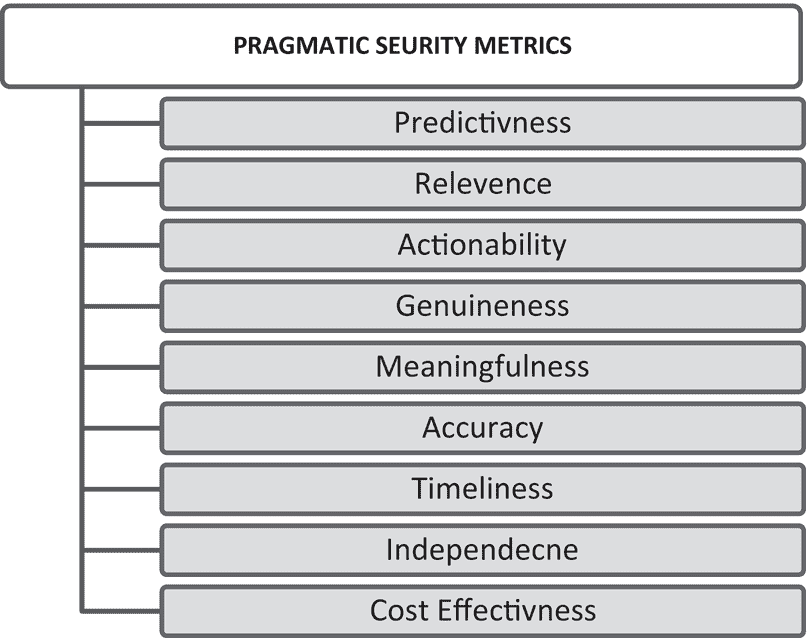 PRAGMATIC SEURITY METRICS
Predictivness
Relevence
Actionability
Genuineness
Meaningfulness
Accuracy
Timeliness
Independecne
Cost Effectivness